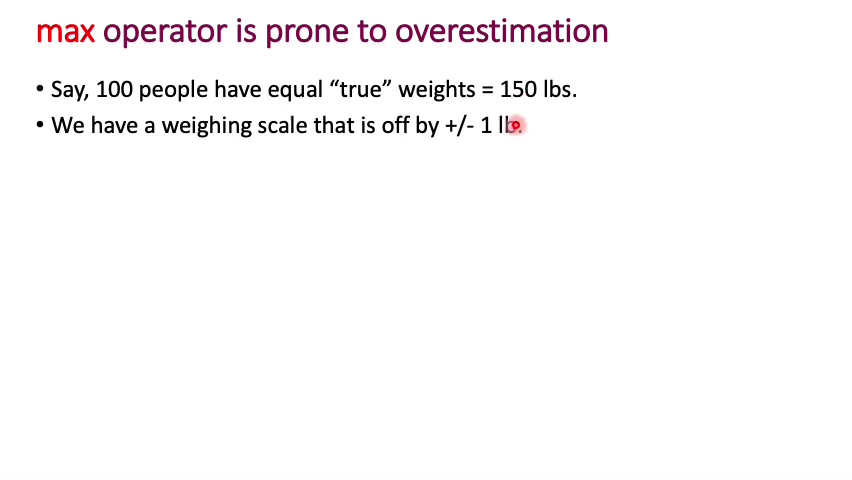 max operator is prone to overestimation
• Say, 100 people have equal “true” weights = 150 lbs.
• We have a weighing scale that is off by +/- 1 lb.